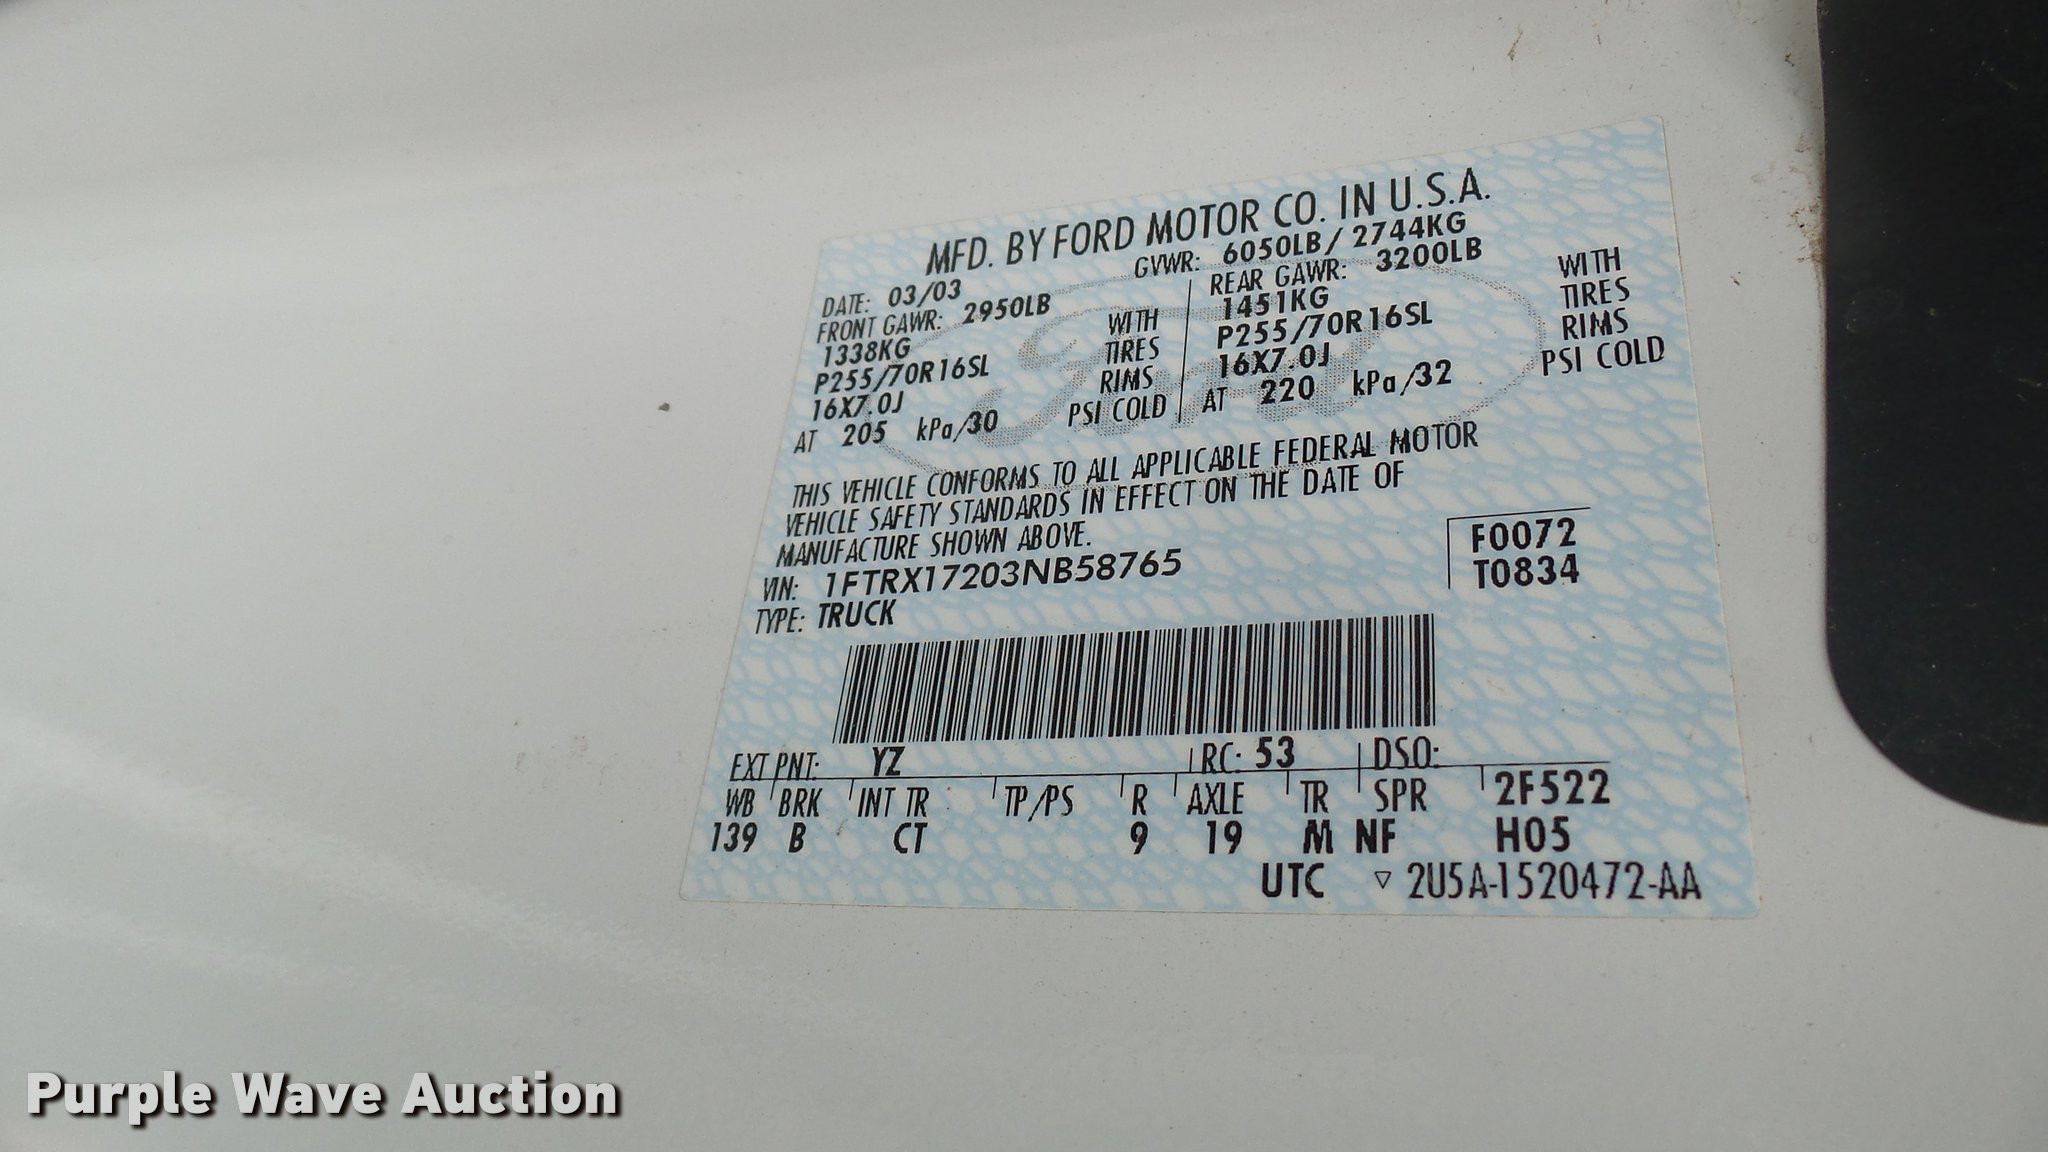 MFD. BY FORD MOTOR CO. IN U.S.A.
DATE: 03/03 GVWR: 6050LB / 2744KG
FRONT GAWR: 2950LB REAR GAWR: 3200LB
1338KG WITH 1451KG WITH
P255/70R16SL TIRES P255/70R16SL TIRES
16X7.0J RIMS 16X7.0J RIMS
AT 205 kPa/30 PSI COLD AT 220 kPa/32 PSI COLD
THIS VEHICLE CONFORMS TO ALL APPLICABLE FEDERAL MOTOR
VEHICLE SAFETY STANDARDS IN EFFECT ON THE DATE OF
MANUFACTURE SHOWN ABOVE.
VIN: 1FTRX17203NB58765
TYPE: TRUCK
F0072
T0834
EXT PNT: YZ RC: 53 DSO:
WB BRK INT TR TP/PS R AXLE TR SPR 2F522
139 B CT 9 19 M NF H05
UTC ▽ 2U5A-1520472-AA
Ford
Purple Wave Auction